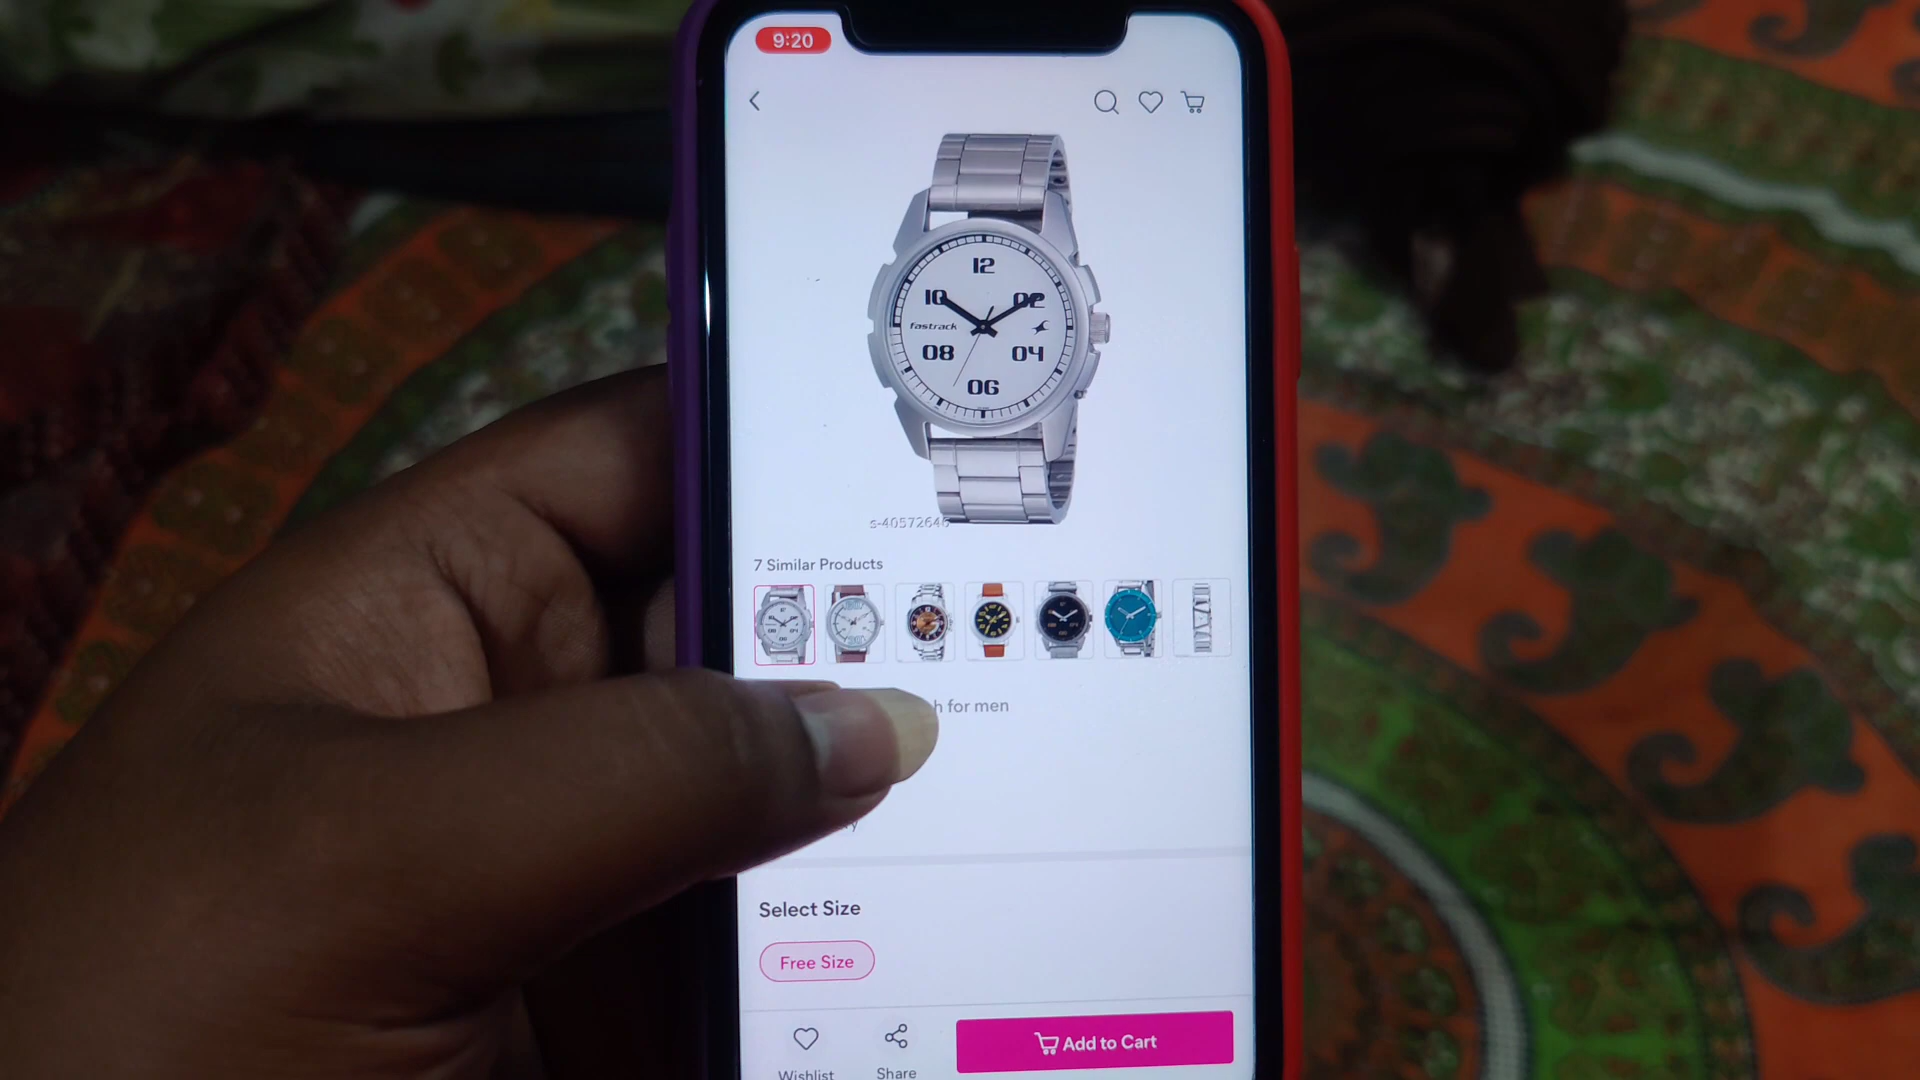 9:20
12
10 02
fastrack
08 04
06
s-40572646
7 Similar Products
for men
Select Size
Free Size
Add to Cart
Wishlist
Share